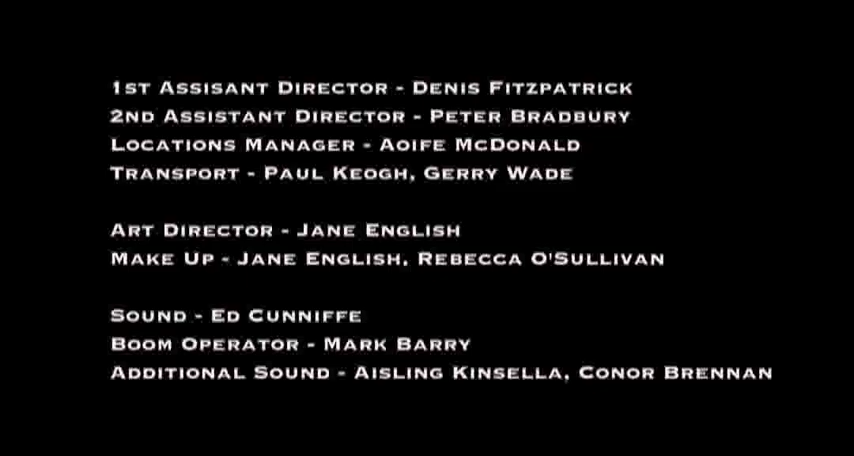 1st Assisant Director - Denis Fitzpatrick
2nd Assistant Director - Peter Bradbury
Locations Manager - Aoife McDonald
Transport - Paul Keogh, Gerry Wade
Art Director - Jane English
Make Up - Jane English, Rebecca O'Sullivan
Sound - Ed Cunniffe
Boom Operator - Mark Barry
Additional Sound - Aisling Kinsella, Conor Brennan